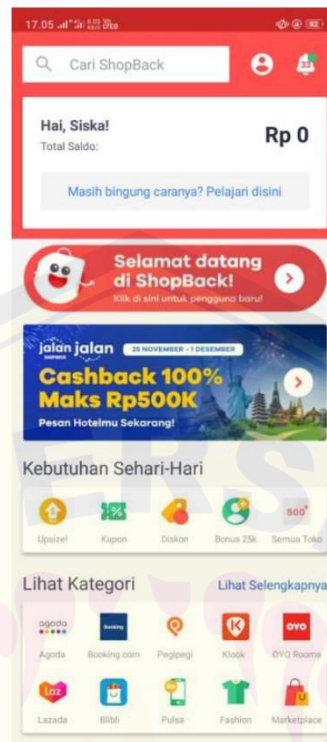 17.05
Cari ShopBack
33
Hai, Siska!
Total Saldo:
Rp 0
Masih bingung caranya? Pelajari disini
Selamat datang
di ShopBack!
Klik di sini untuk pengguna baru!
jalan jalan
SHOPBACK
25 NOVEMBER - 1 DESEMBER
Cashback 100%
Maks Rp500K
Pesan Hotelmu Sekarang!
Kebutuhan Sehari-Hari
500+
Upsize! Kupon Diskon Bonus 25k Semua Toko
Lihat Kategori Lihat Selengkapnya
agoda Booking OYO
Agoda Booking.com Pegipegi Klook OYO Rooms
Laz
Lazada Blibli Pulsa Fashion Marketplace